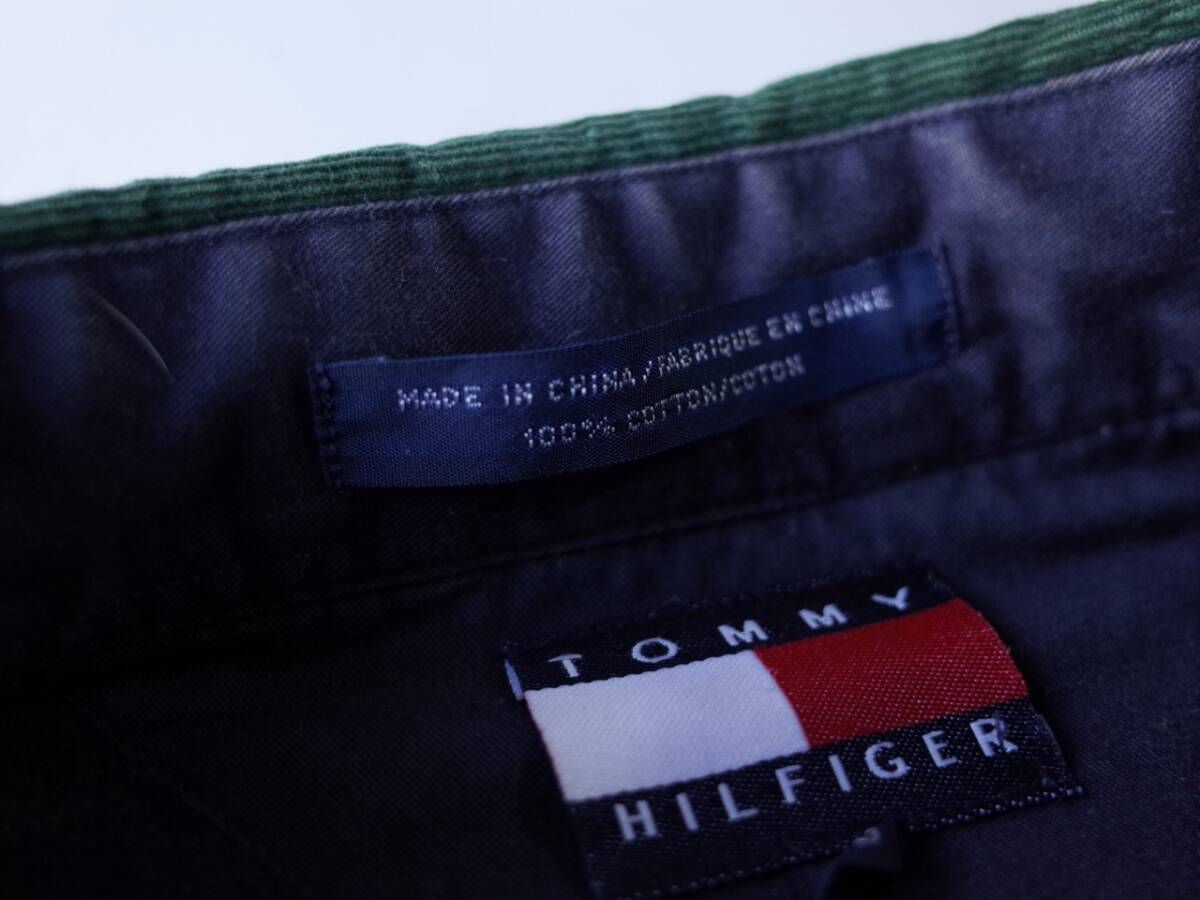 MADE IN CHINA/FABRIQUE EN CHINE
100% COTTON/COTON
TOMMY
HILFIGER